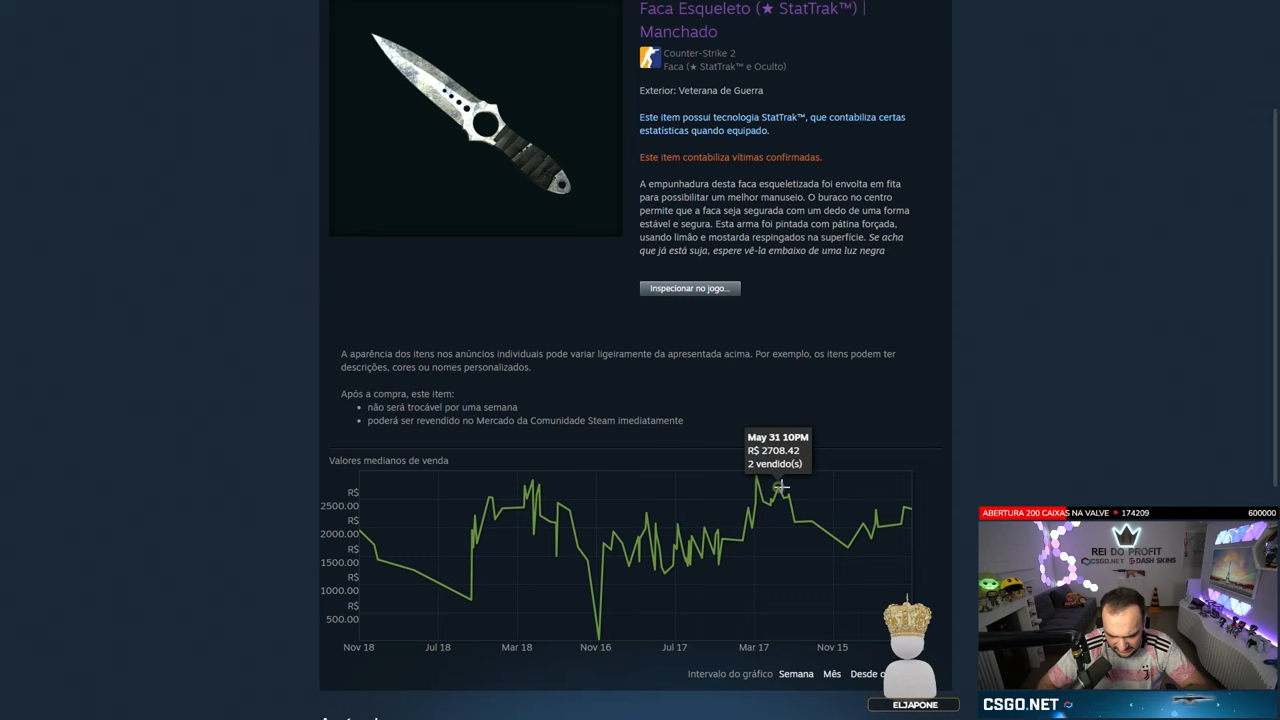 Faca Esqueleto (★ StatTrak™) |
Manchado
Counter-Strike 2
Faca (★ StatTrak™ e Oculto)
Exterior: Veterana de Guerra
Este item possui tecnologia StatTrak™, que contabiliza certas
estatísticas quando equipado.
Este item contabiliza vítimas confirmadas.
A empunhadura desta faca esqueletizada foi envolta em fita
para possibilitar um melhor manuseio. O buraco no centro
permite que a faca seja segurada com um dedo de uma forma
estável e segura. Esta arma foi pintada com pátina forçada,
usando limão e mostarda respingados na superfície. Se acha
que já está suja, espere vê-la embaixo de uma luz negra
Inspecionar no jogo...
A aparência dos itens nos anúncios individuais pode variar ligeiramente da apresentada acima. Por exemplo, os itens podem ter
descrições, cores ou nomes personalizados.
Após a compra, este item:
não será trocável por uma semana
poderá ser revendido no Mercado da Comunidade Steam imediatamente
Valores medianos de venda
May 31 10PM
R$ 2708.42
2 vendido(s)
R$
2500.00
R$
2000.00
R$
1500.00
R$
1000.00
R$
500.00
Nov 18 Jul 18 Mar 18 Nov 16 Jul 17 Mar 17 Nov 15
Intervalo do gráfico Semana Mês Desde
ELJAPONE
ABERTURA 200 CAIXAS NA VALVE 174209 600000
REI DO PROFIT
CSGO.NET DASH SKINS
CSGO.NET